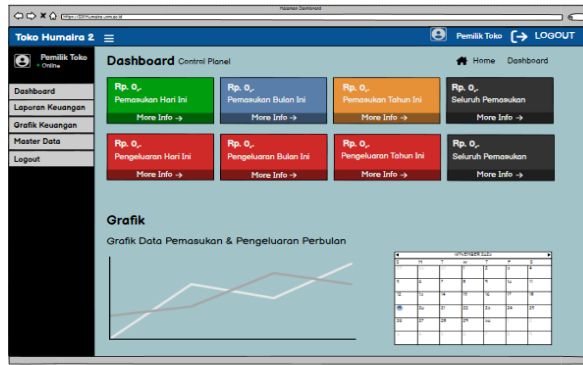 Halaman Dashboard
Toko Humaira 2
Pemilik Toko
LOGOUT
Pemilik Toko
Online
Dashboard Control Panel
Home
Dashboard
Dashboard
Laporan Keuangan
Grafik Keuangan
Master Data
Logout
Rp. 0,.
Pemasukan Hari Ini
More Info →
Rp. 0,.
Pemasukan Bulan Ini
More Info →
Rp. 0,.
Pemasukan Tahun Ini
More Info →
Rp. 0,.
Seluruh Pemasukan
More Info →
Rp. 0,.
Pengeluaran Hari Ini
More Info →
Rp. 0,.
Pengeluaran Bulan Ini
More Info →
Rp. 0,.
Pengeluaran Tahun Ini
More Info →
Rp. 0,.
Seluruh Pemasukan
More Info →
Grafik
Grafik Data Pemasukan & Pengeluaran Perbulan
S M T W T F S